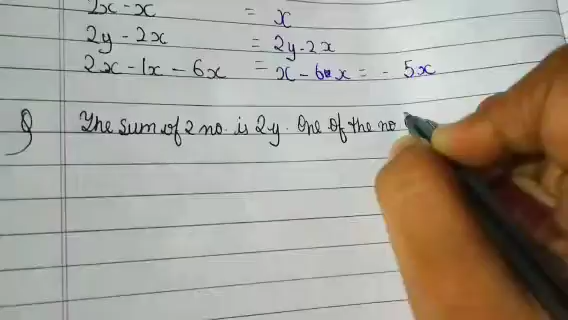 2x - x = x
2y - 2x = 2y - 2x
2x - 1x - 6x = x - 6x = - 5x
Q The sum of 2 no. is 2y. One of the no